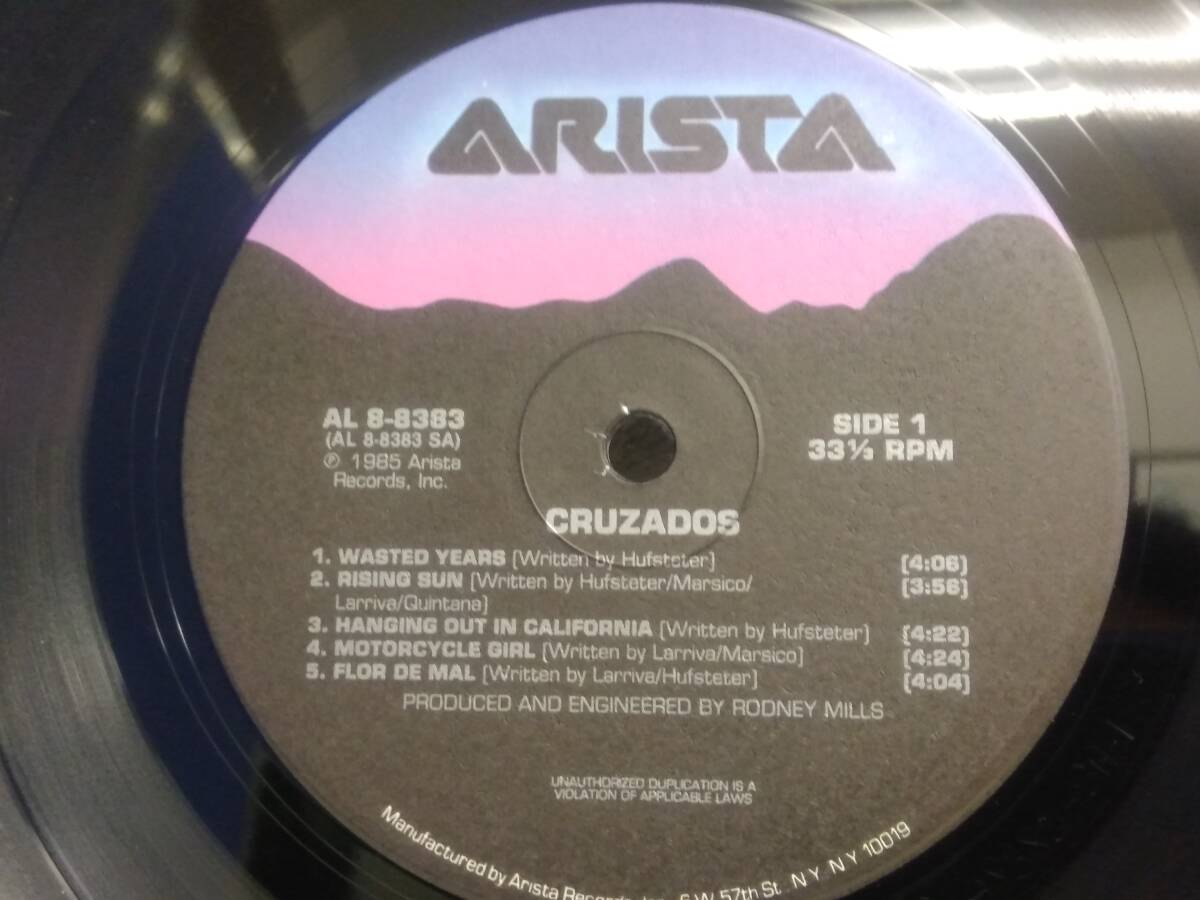 ARISTA
AL 8-8383
(AL 8-8383 SA)
℗ 1985 Arista
Records, Inc.
SIDE 1
33⅓ RPM
CRUZADOS
1. WASTED YEARS [Written by Hufsteter] [4:06]
2. RISING SUN [Written by Hufsteter/Marsico/ [3:56]
Larriva/Quintana]
3. HANGING OUT IN CALIFORNIA [Written by Hufsteter] [4:22]
4. MOTORCYCLE GIRL [Written by Larriva/Marsico] [4:24]
5. FLOR DE MAL [Written by Larriva/Hufsteter] [4:04]
PRODUCED AND ENGINEERED BY RODNEY MILLS
UNAUTHORIZED DUPLICATION IS A
VIOLATION OF APPLICABLE LAWS
Manufactured by Arista Records, W. 57th St N Y N Y 10019